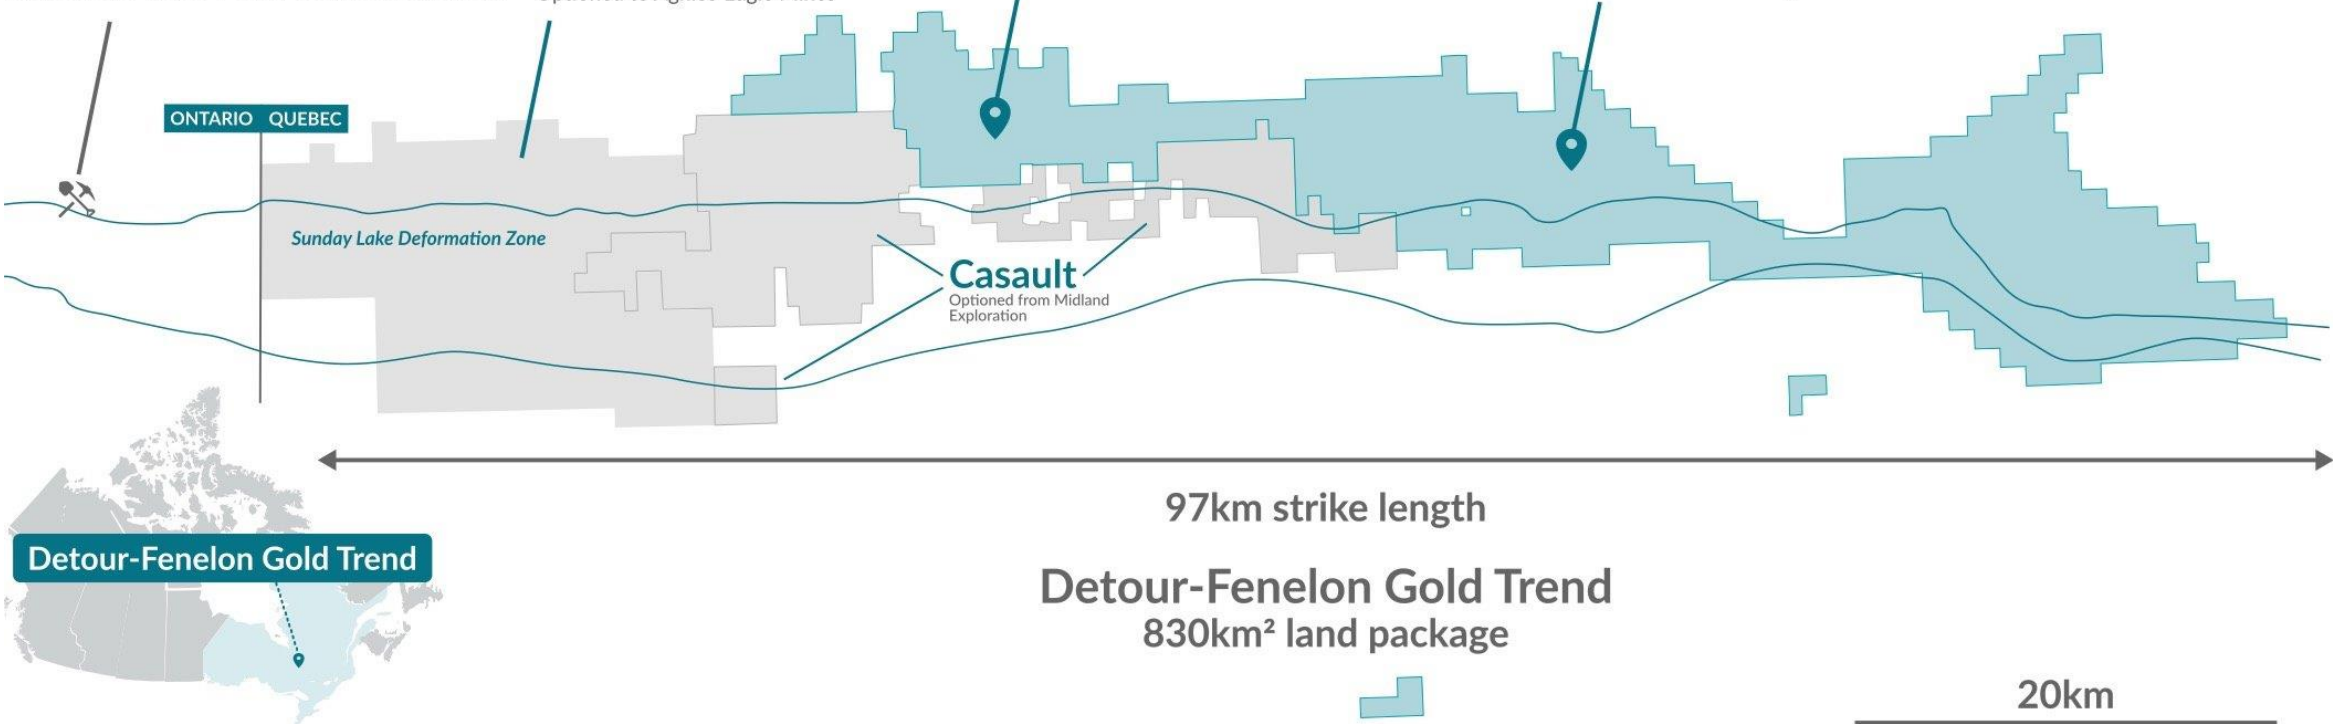 ONTARIO QUEBEC
Sunday Lake Deformation Zone
Casault
Optioned from Midland
Exploration
97km strike length
Detour-Fenelon Gold Trend
Detour-Fenelon Gold Trend
830km² land package
20km